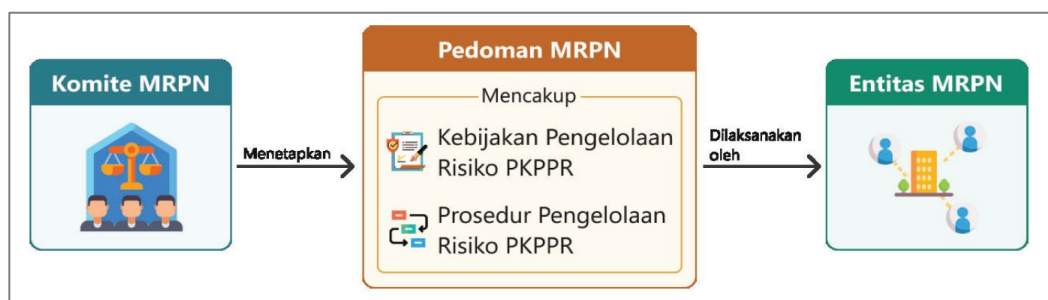 Komite MRPN
Menetapkan
Pedoman MRPN
Mencakup
Kebijakan Pengelolaan
Risiko PKPPR
Prosedur Pengelolaan
Risiko PKPPR
Dilaksanakan
oleh
Entitas MRPN